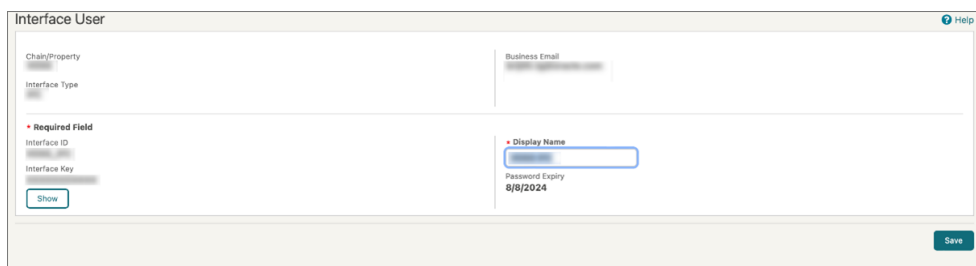 Interface User
Help
Chain/Property
Business Email
Interface Type
• Required Field
Interface ID
• Display Name
Interface Key
Password Expiry
8/8/2024
Show
Save